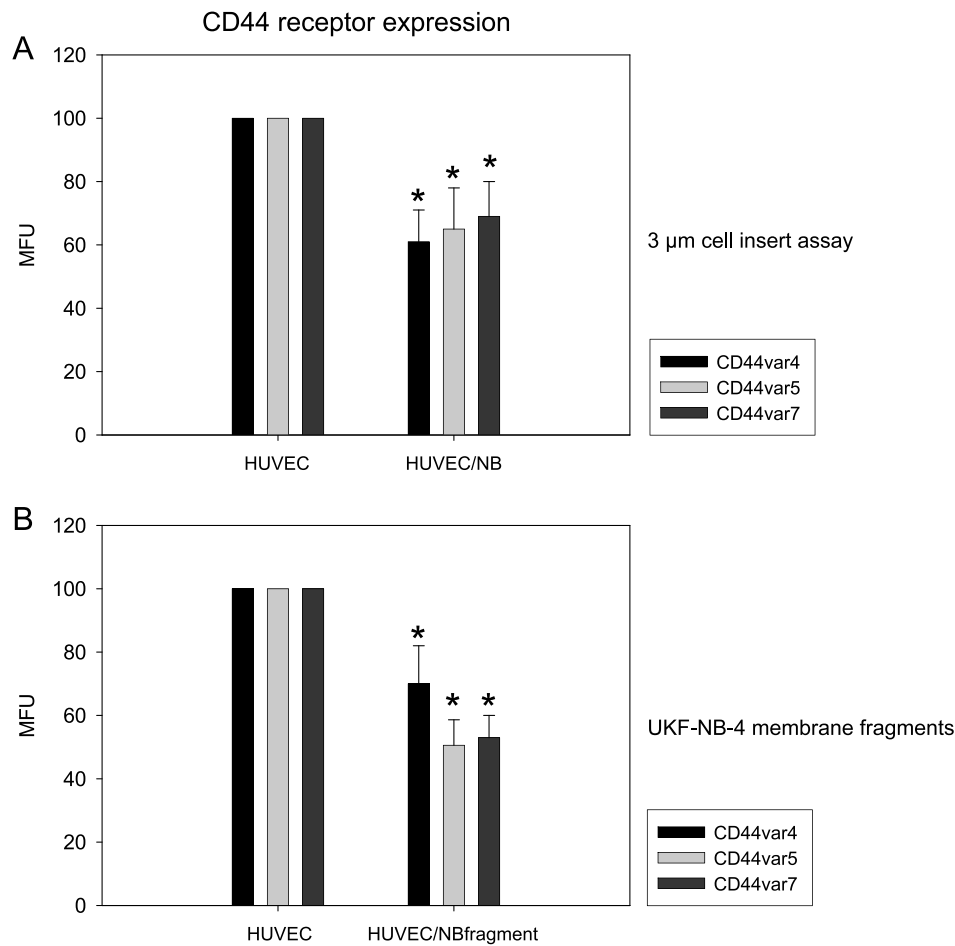 CD44 receptor expression
A
120
100
80
60
40
20
0
MFU
* * *
HUVEC HUVEC/NB
3 µm cell insert assay
CD44var4
CD44var5
CD44var7
B
120
100
80
60
40
20
0
MFU
* * *
HUVEC HUVEC/NBfragment
UKF-NB-4 membrane fragments
CD44var4
CD44var5
CD44var7